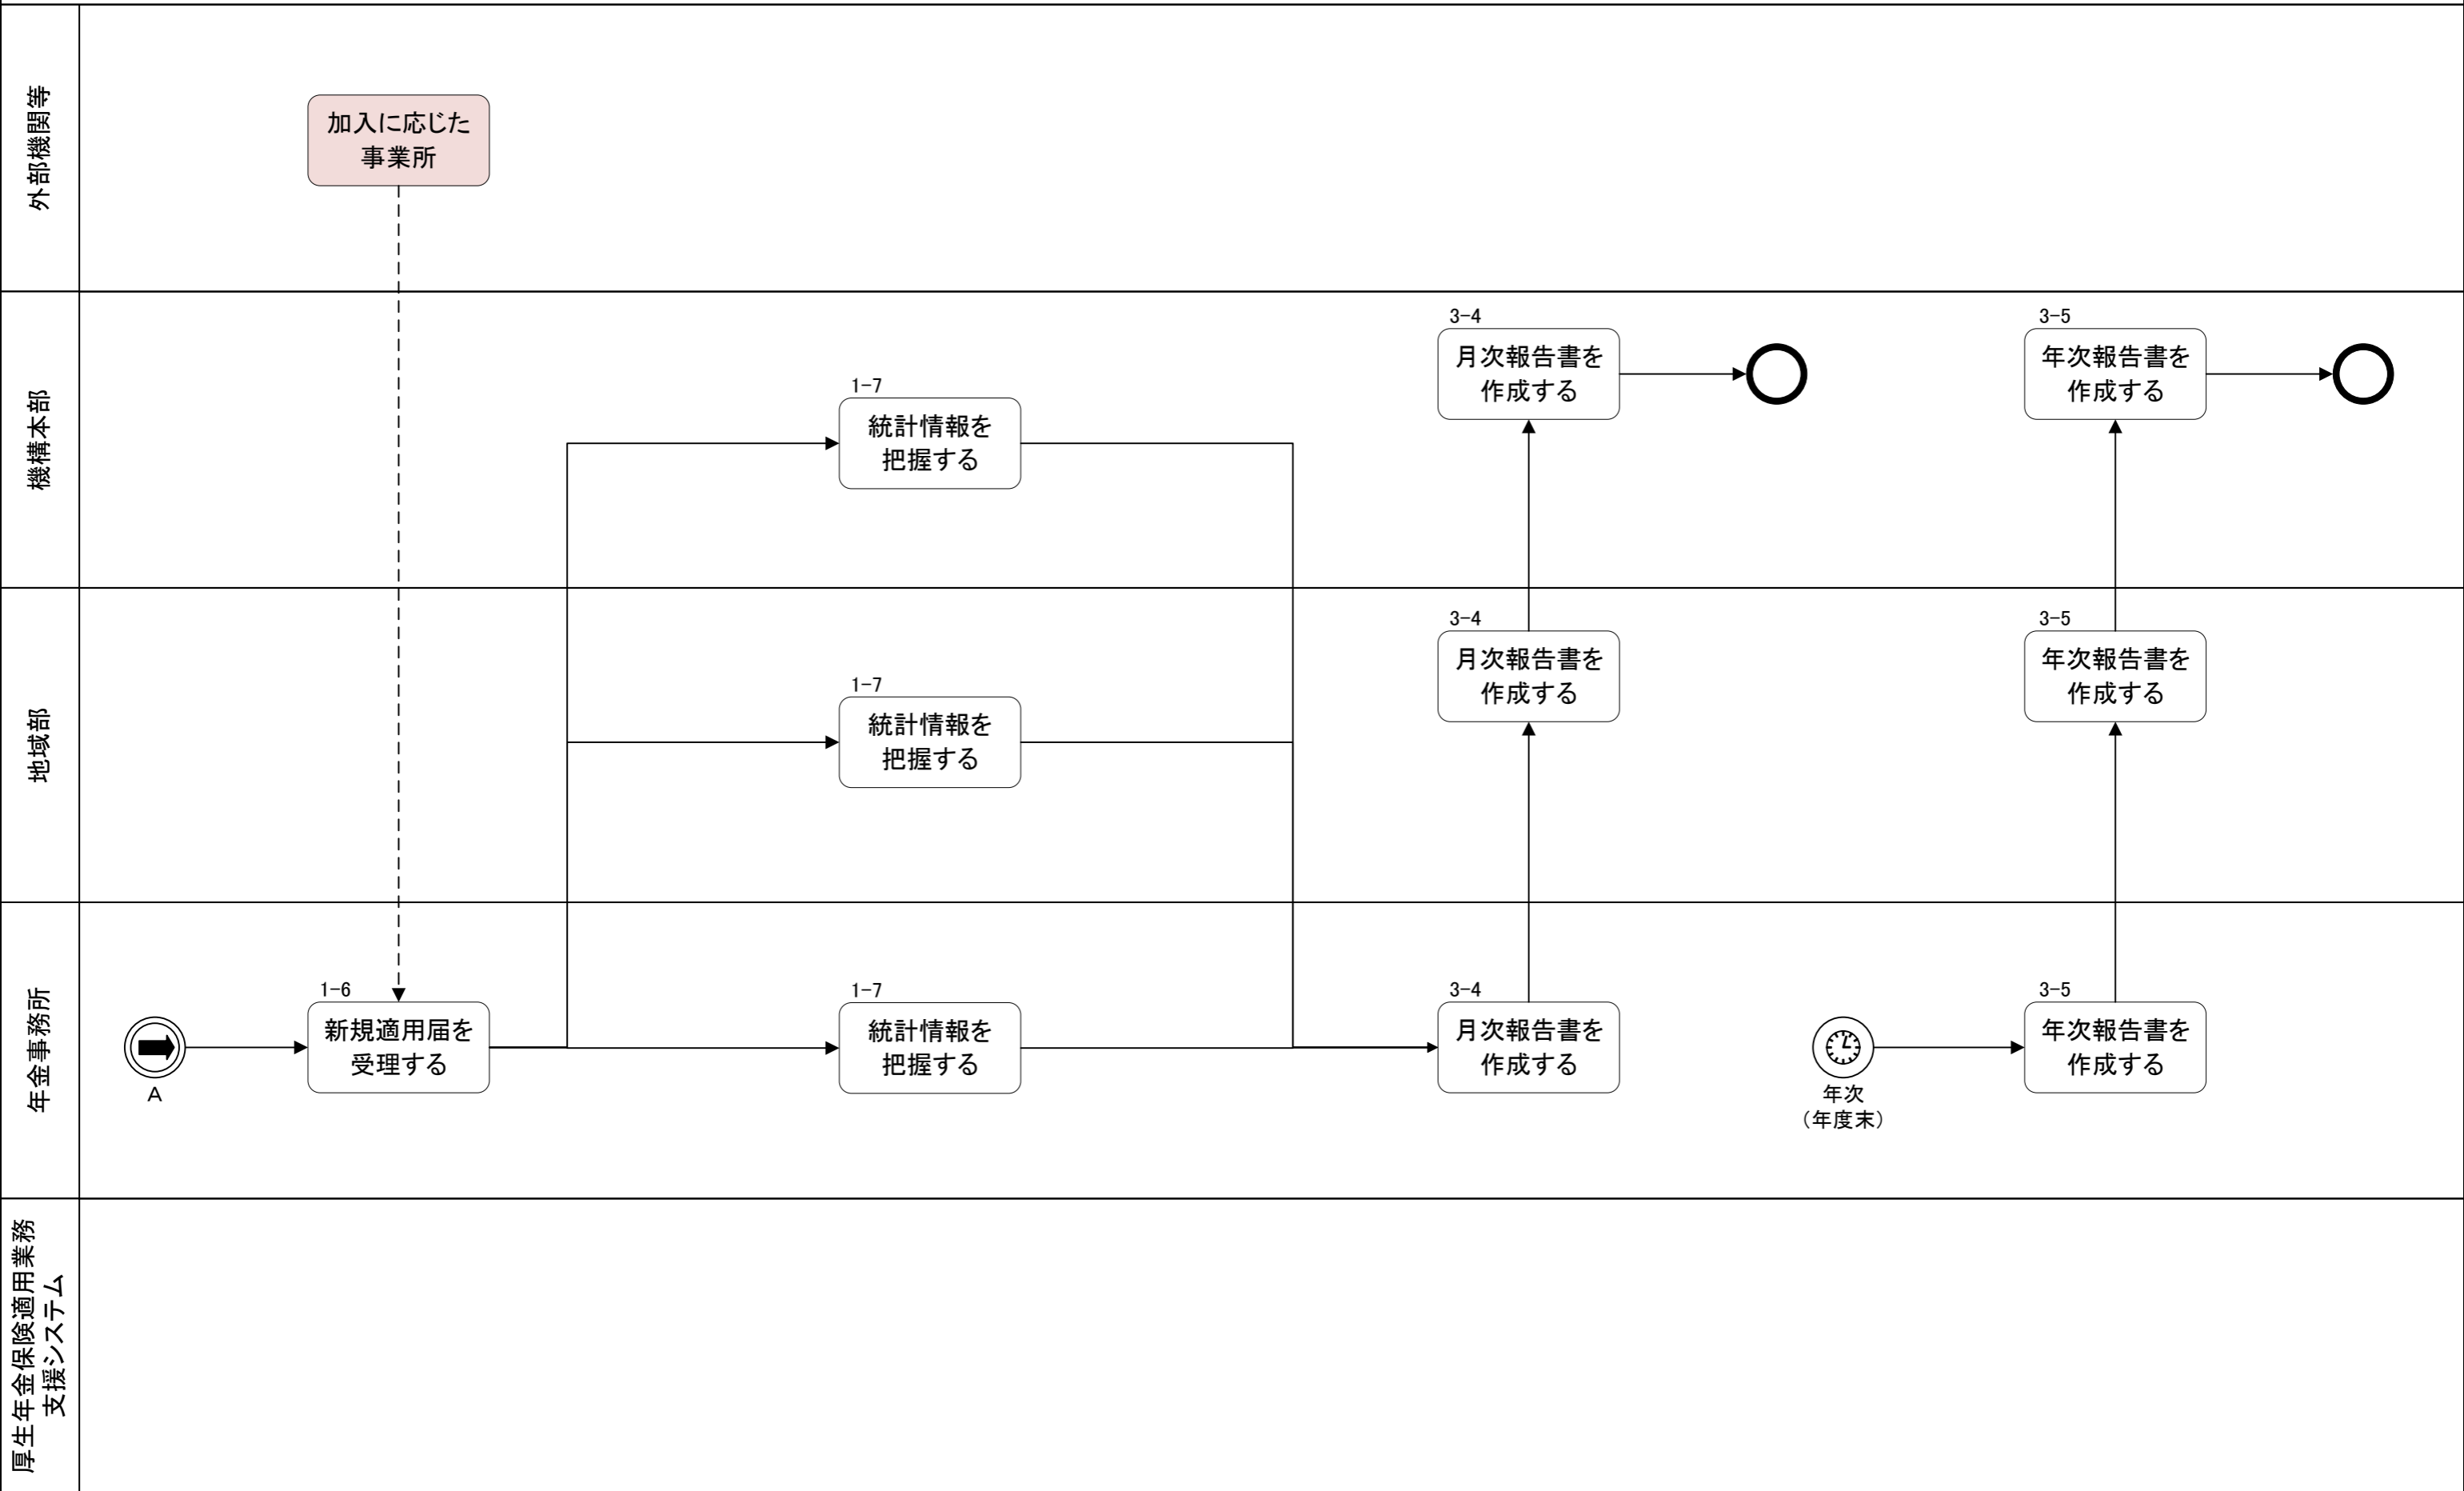 外部機関等
加入に応じた
事業所
機構本部
1-7
統計情報を
把握する
3-4
月次報告書を
作成する
3-5
年次報告書を
作成する
地域部
1-7
統計情報を
把握する
3-4
月次報告書を
作成する
3-5
年次報告書を
作成する
年金事務所
A
1-6
新規適用届を
受理する
1-7
統計情報を
把握する
3-4
月次報告書を
作成する
年次
（年度末）
3-5
年次報告書を
作成する
厚生年金保険適用業務
支援システム